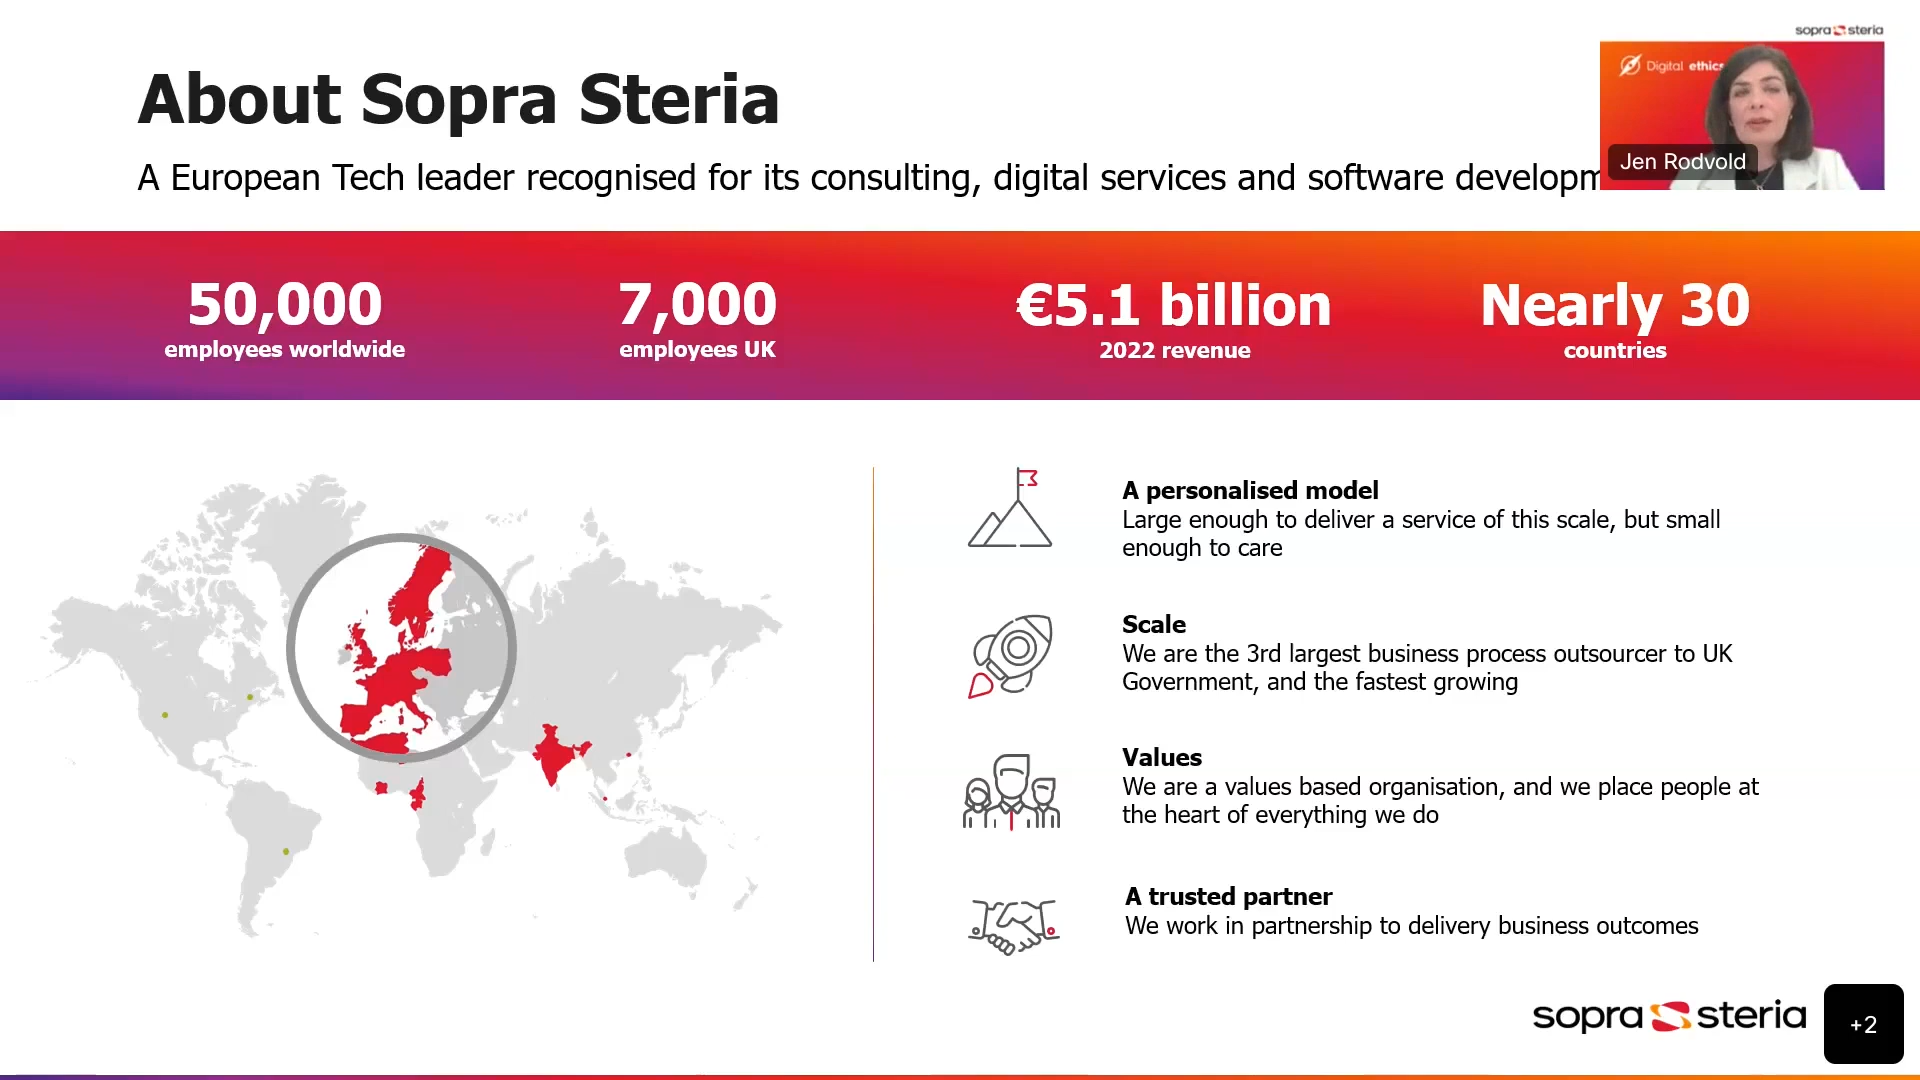 sopra steria
Digital ethics
Jen Rodvold
About Sopra Steria
A European Tech leader recognised for its consulting, digital services and software developm
50,000
employees worldwide
7,000
employees UK
€5.1 billion
2022 revenue
Nearly 30
countries
A personalised model
Large enough to deliver a service of this scale, but small
enough to care
Scale
We are the 3rd largest business process outsourcer to UK
Government, and the fastest growing
Values
We are a values based organisation, and we place people at
the heart of everything we do
A trusted partner
We work in partnership to delivery business outcomes
sopra steria
+2